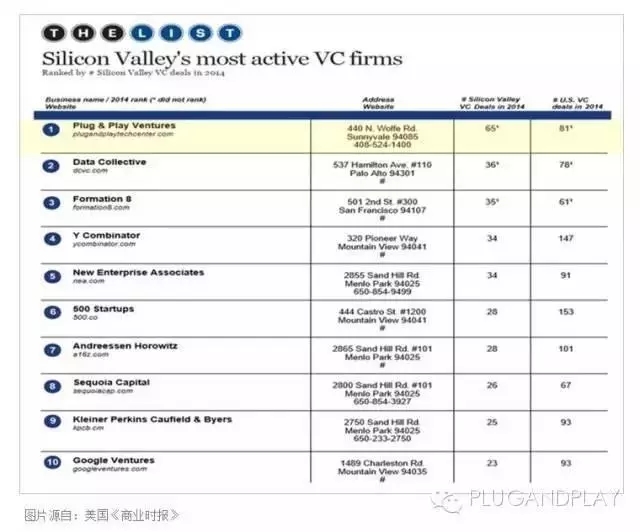 THE LIST
Silicon Valley's most active VC firms
Ranked by # Silicon Valley VC deals in 2014
Business name / 2014 rank (* did not rank)
Website
Address
Website
# Silicon Valley
VC Deals in 2014
# U.S. VC
deals in 2014
1 Plug & Play Ventures
plugandplaytechcenter.com
440 N. Wolfe Rd.
Sunnyvale 94085
408-524-1400
65*
81*
2 Data Collective
dcvc.com
537 Hamilton Ave. #110
Palo Alto 94301
#
36*
78*
3 Formation 8
formation8.com
501 2nd St. #300
San Francisco 94107
#
35*
61*
4 Y Combinator
ycombinator.com
320 Pioneer Way
Mountain View 94041
#
34
147
5 New Enterprise Associates
nea.com
2855 Sand Hill Rd.
Menlo Park 94025
650-854-9499
34
91
6 500 Startups
500.co
444 Castro St. #1200
Mountain View 94041
#
28
153
7 Andreessen Horowitz
a16z.com
2865 Sand Hill Rd. #101
Menlo Park 94025
#
28
101
8 Sequoia Capital
sequoiacap.com
2800 Sand Hill Rd. #101
Menlo Park 94025
650-854-3927
26
67
9 Kleiner Perkins Caufield & Byers
kpcb.cm
2750 Sand Hill Rd.
Menlo Park 94025
650-233-2750
25
93
10 Google Ventures
googleventures.com
1489 Charleston Rd.
Mountain View 94035
#
23
93
PLUGANDPLAY
图片源自：美国《商业时报》